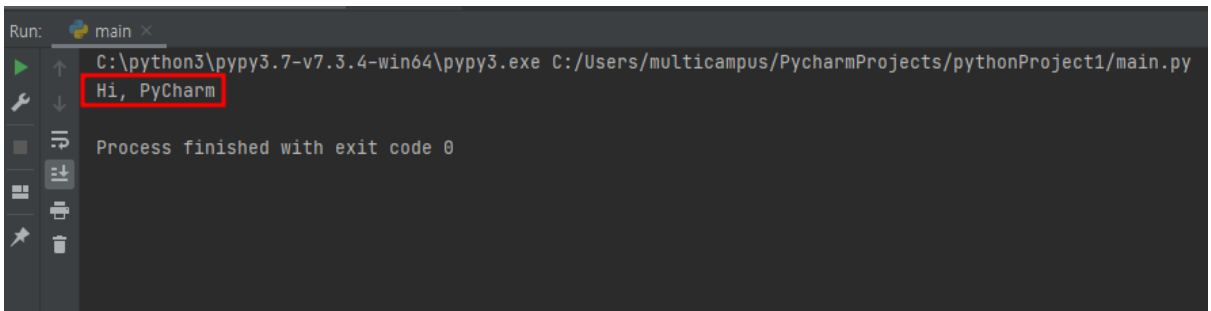 Run: main
C:\python3\pypy3.7-v7.3.4-win64\pypy3.exe C:/Users/multicampus/PycharmProjects/pythonProject1/main.py
Hi, PyCharm
Process finished with exit code 0